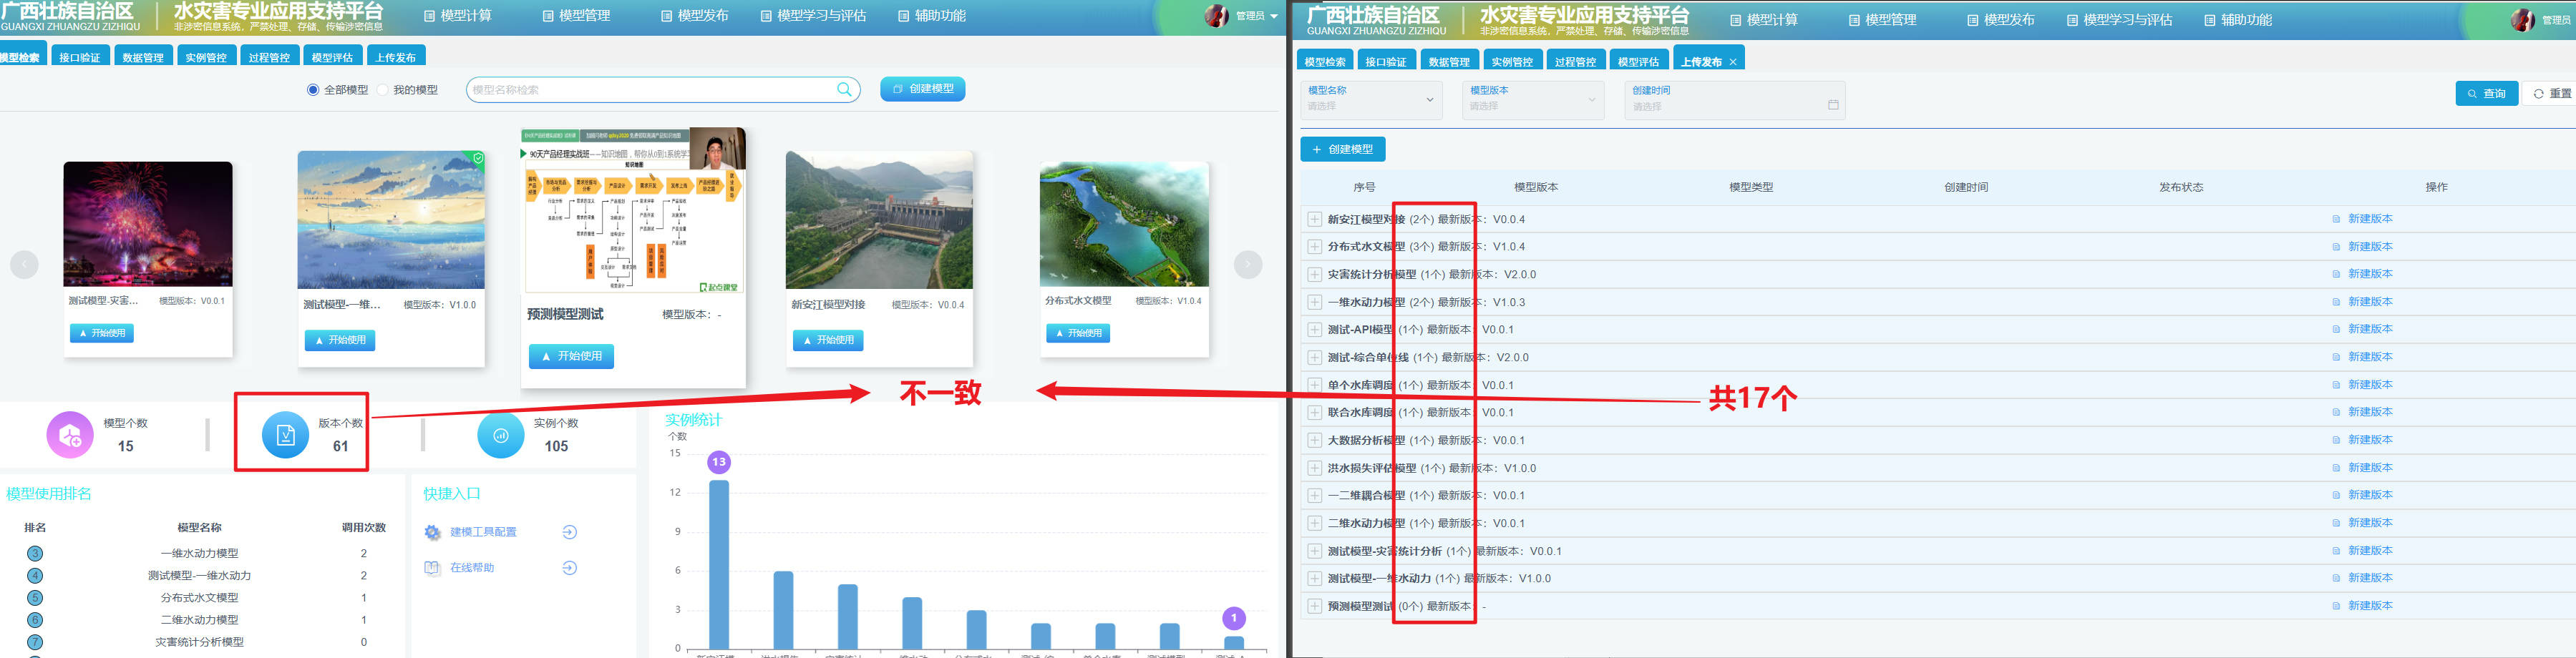 广西壮族自治区
GUANGXI ZHUANGZU ZIZHIQU
水灾害专业应用支持平台
非涉密信息系统，严禁处理、存储、传输涉密信息
模型计算
模型管理
模型发布
模型学习与评估
辅助功能
管理员
模型检索
接口验证
数据管理
实例管控
过程管控
模型评估
上传发布
全部模型
我的模型
模型名称检索
创建模型
测试模型-灾害...
模型版本：V0.0.1
开始使用
测试模型-一维...
模型版本：V1.0.0
开始使用
90天产品经理实战班——知识地图，帮你从0到1系统学习
知识地图
起点课堂
预测模型测试
模型版本：-
开始使用
新安江模型对接
模型版本：V0.0.4
开始使用
分布式水文模型
模型版本：V1.0.4
开始使用
不一致
模型个数
15
版本个数
61
实例个数
105
模型使用排名
排名
模型名称
调用次数
3
一维水动力模型
2
4
测试模型-一维水动力
2
5
分布式水文模型
1
6
二维水动力模型
1
7
灾害统计分析模型
0
快捷入口
建模工具配置
在线帮助
实例统计
个数
15
12
9
6
3
0
13
1
广西壮族自治区
GUANGXI ZHUANGZU ZIZHIQU
水灾害专业应用支持平台
非涉密信息系统，严禁处理、存储、传输涉密信息
模型计算
模型管理
模型发布
模型学习与评估
辅助功能
管理员
模型检索
接口验证
数据管理
实例管控
过程管控
模型评估
上传发布
模型名称
请选择
模型版本
请选择
创建时间
请选择
查询
重置
创建模型
序号
模型版本
模型类型
创建时间
发布状态
操作
新安江模型对接 (2个) 最新版本：V0.0.4
新建版本
分布式水文模型 (3个) 最新版本：V1.0.4
新建版本
灾害统计分析模型 (1个) 最新版本：V2.0.0
新建版本
一维水动力模型 (2个) 最新版本：V1.0.3
新建版本
测试-API模型 (1个) 最新版本：V0.0.1
新建版本
测试-综合单位线 (1个) 最新版本：V2.0.0
新建版本
单个水库调度 (1个) 最新版本：V0.0.1
新建版本
联合水库调度 (1个) 最新版本：V0.0.1
新建版本
大数据分析模型 (1个) 最新版本：V0.0.1
新建版本
洪水损失评估模型 (1个) 最新版本：V1.0.0
新建版本
一二维耦合模型 (1个) 最新版本：V0.0.1
新建版本
二维水动力模型 (1个) 最新版本：V0.0.1
新建版本
测试模型-灾害统计分析 (1个) 最新版本：V0.0.1
新建版本
测试模型-一维水动力 (1个) 最新版本：V1.0.0
新建版本
预测模型测试 (0个) 最新版本：-
新建版本
共17个